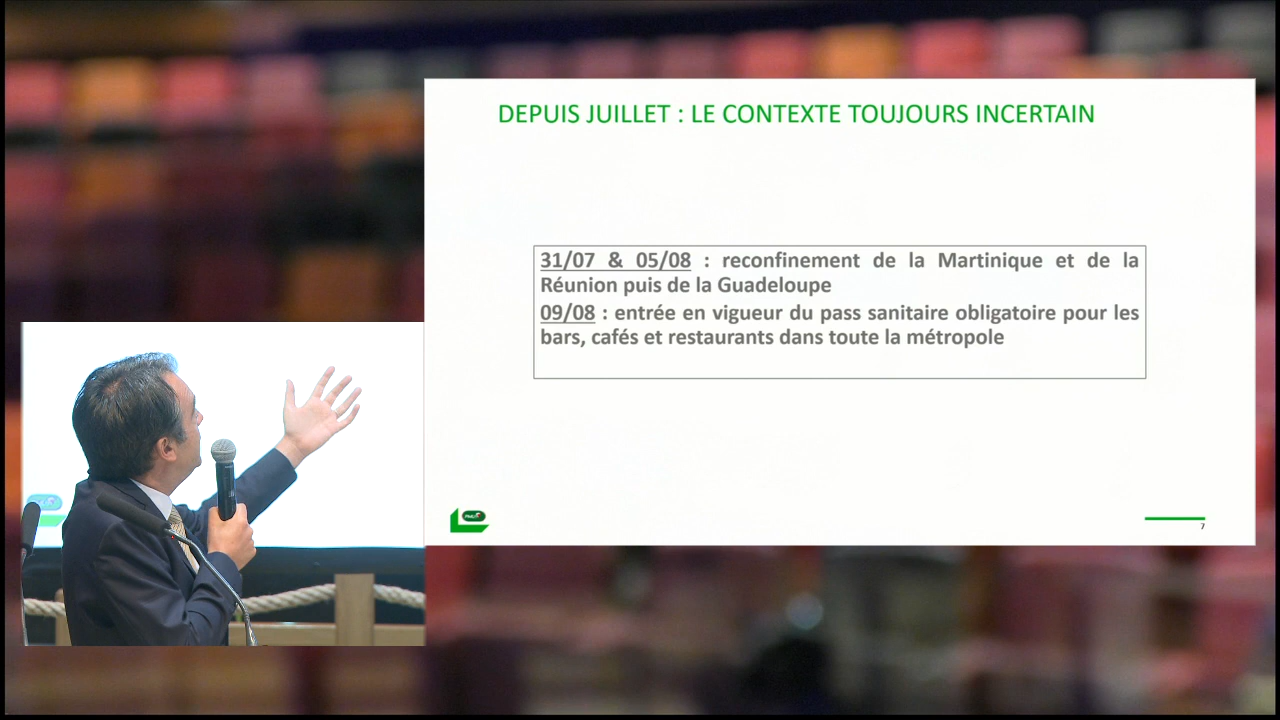 DEPUIS JUILLET : LE CONTEXTE TOUJOURS INCERTAIN
31/07 & 05/08 : reconfinement de la Martinique et de la
Réunion puis de la Guadeloupe
09/08 : entrée en vigueur du pass sanitaire obligatoire pour les
bars, cafés et restaurants dans toute la métropole
7